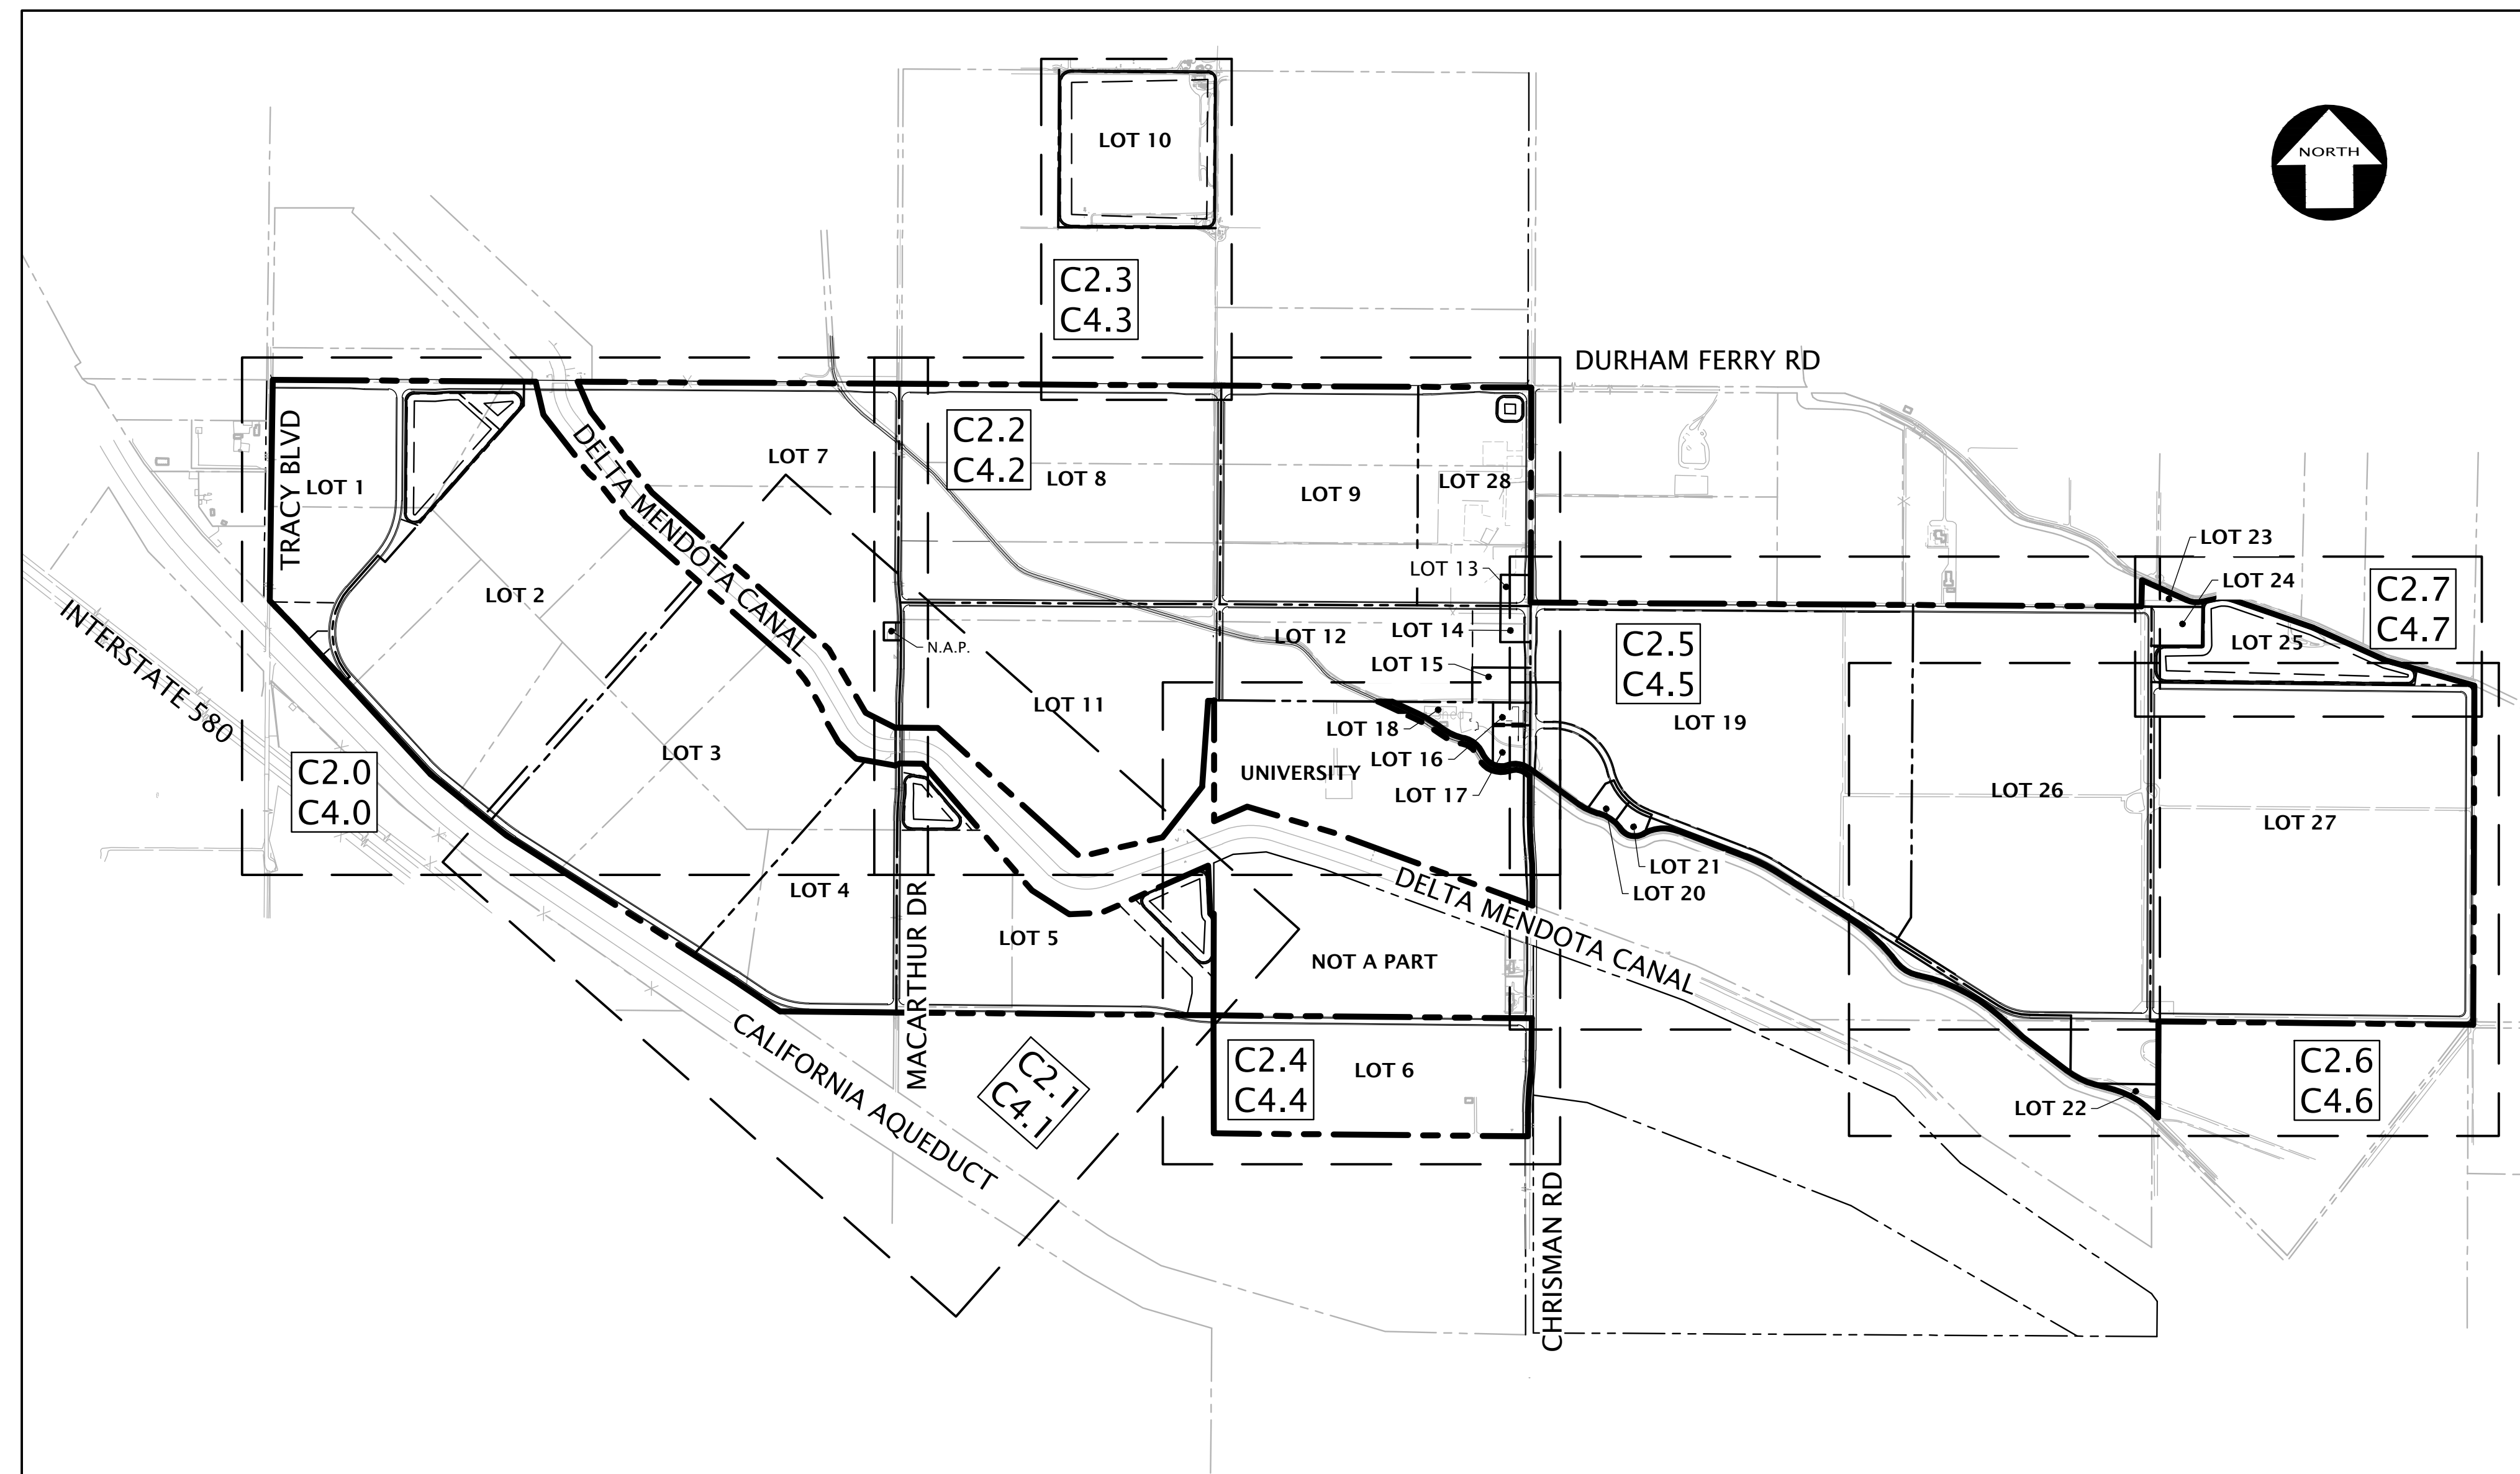 LOT 10
NORTH
C2.3
C4.3
DURHAM FERRY RD
TRACY BLVD
LOT 1
DELTA MENDOTA CANAL
LOT 7
C2.2
C4.2
LOT 8
LOT 9
LOT 28
LOT 2
LOT 13
LOT 23
LOT 24
C2.7
C4.7
LOT 25
INTERSTATE 580
N.A.P.
LOT 12
LOT 14
LOT 15
C2.5
C4.5
LOT 11
LOT 18
LOT 19
LOT 3
UNIVERSITY
LOT 16
LOT 17
C2.0
C4.0
LOT 26
LOT 27
LOT 21
LOT 20
LOT 4
MACARTHUR DR
LOT 5
DELTA MENDOTA CANAL
NOT A PART
CALIFORNIA AQUEDUCT
C2.1
C4.1
C2.4
C4.4
LOT 6
C2.6
C4.6
LOT 22
CHRISMAN RD